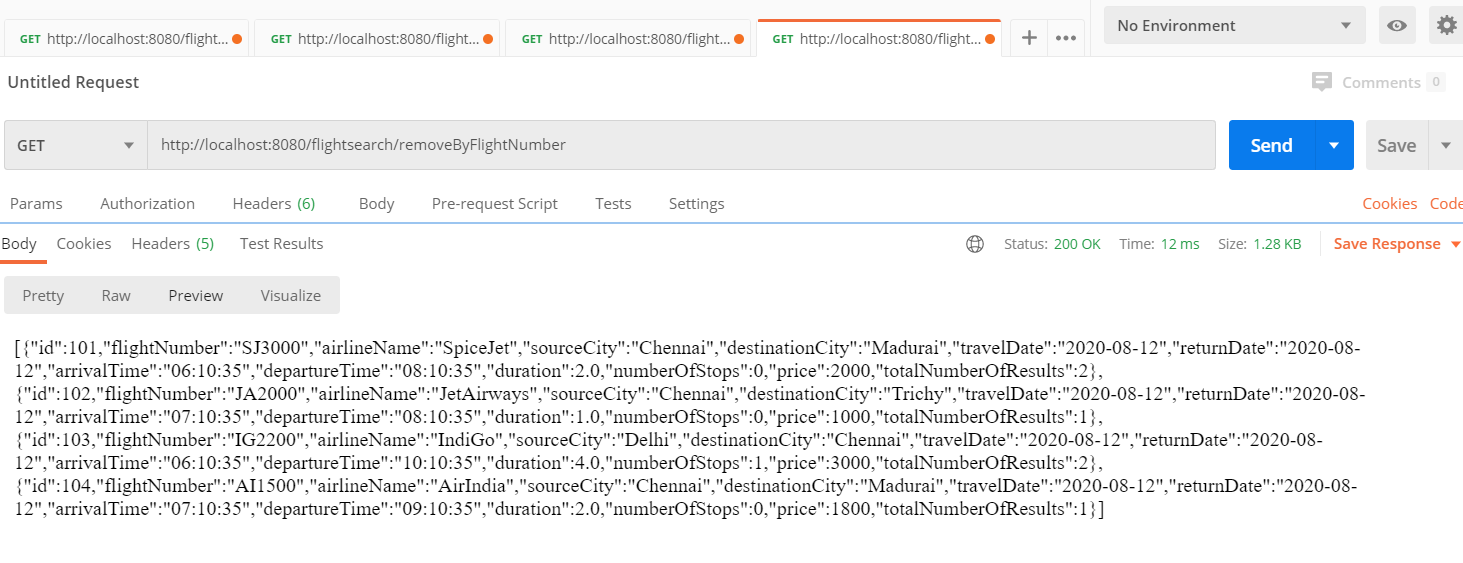 GET http://localhost:8080/flight... GET http://localhost:8080/flight... GET http://localhost:8080/flight... GET http://localhost:8080/flight... + ••• No Environment
Untitled Request Comments 0
GET http://localhost:8080/flightsearch/removeByFlightNumber Send Save
Params Authorization Headers (6) Body Pre-request Script Tests Settings Cookies Code
Body Cookies Headers (5) Test Results Status: 200 OK Time: 12 ms Size: 1.28 KB Save Response
Pretty Raw Preview Visualize
[{"id":101,"flightNumber":"SJ3000","airlineName":"SpiceJet","sourceCity":"Chennai","destinationCity":"Madurai","travelDate":"2020-08-12","returnDate":"2020-08-
12","arrivalTime":"06:10:35","departureTime":"08:10:35","duration":2.0,"numberOfStops":0,"price":2000,"totalNumberOfResults":2},
{"id":102,"flightNumber":"JA2000","airlineName":"JetAirways","sourceCity":"Chennai","destinationCity":"Trichy","travelDate":"2020-08-12","returnDate":"2020-08-
12","arrivalTime":"07:10:35","departureTime":"08:10:35","duration":1.0,"numberOfStops":0,"price":1000,"totalNumberOfResults":1},
{"id":103,"flightNumber":"IG2200","airlineName":"IndiGo","sourceCity":"Delhi","destinationCity":"Chennai","travelDate":"2020-08-12","returnDate":"2020-08-
12","arrivalTime":"06:10:35","departureTime":"10:10:35","duration":4.0,"numberOfStops":1,"price":3000,"totalNumberOfResults":2},
{"id":104,"flightNumber":"AI1500","airlineName":"AirIndia","sourceCity":"Chennai","destinationCity":"Madurai","travelDate":"2020-08-12","returnDate":"2020-08-
12","arrivalTime":"07:10:35","departureTime":"09:10:35","duration":2.0,"numberOfStops":0,"price":1800,"totalNumberOfResults":1}]